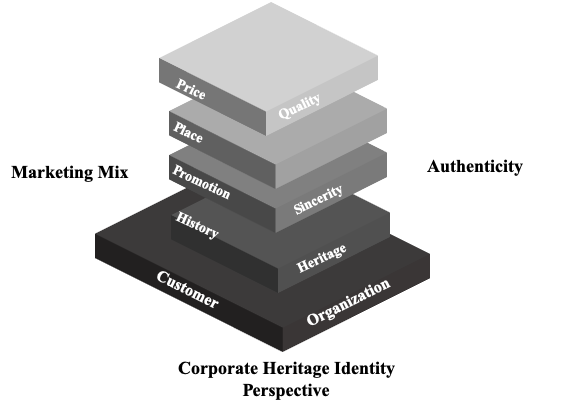 Price
Quality
Place
Marketing Mix
Authenticity
Promotion
Sincerity
History
Heritage
Customer
Organization
Corporate Heritage Identity
Perspective